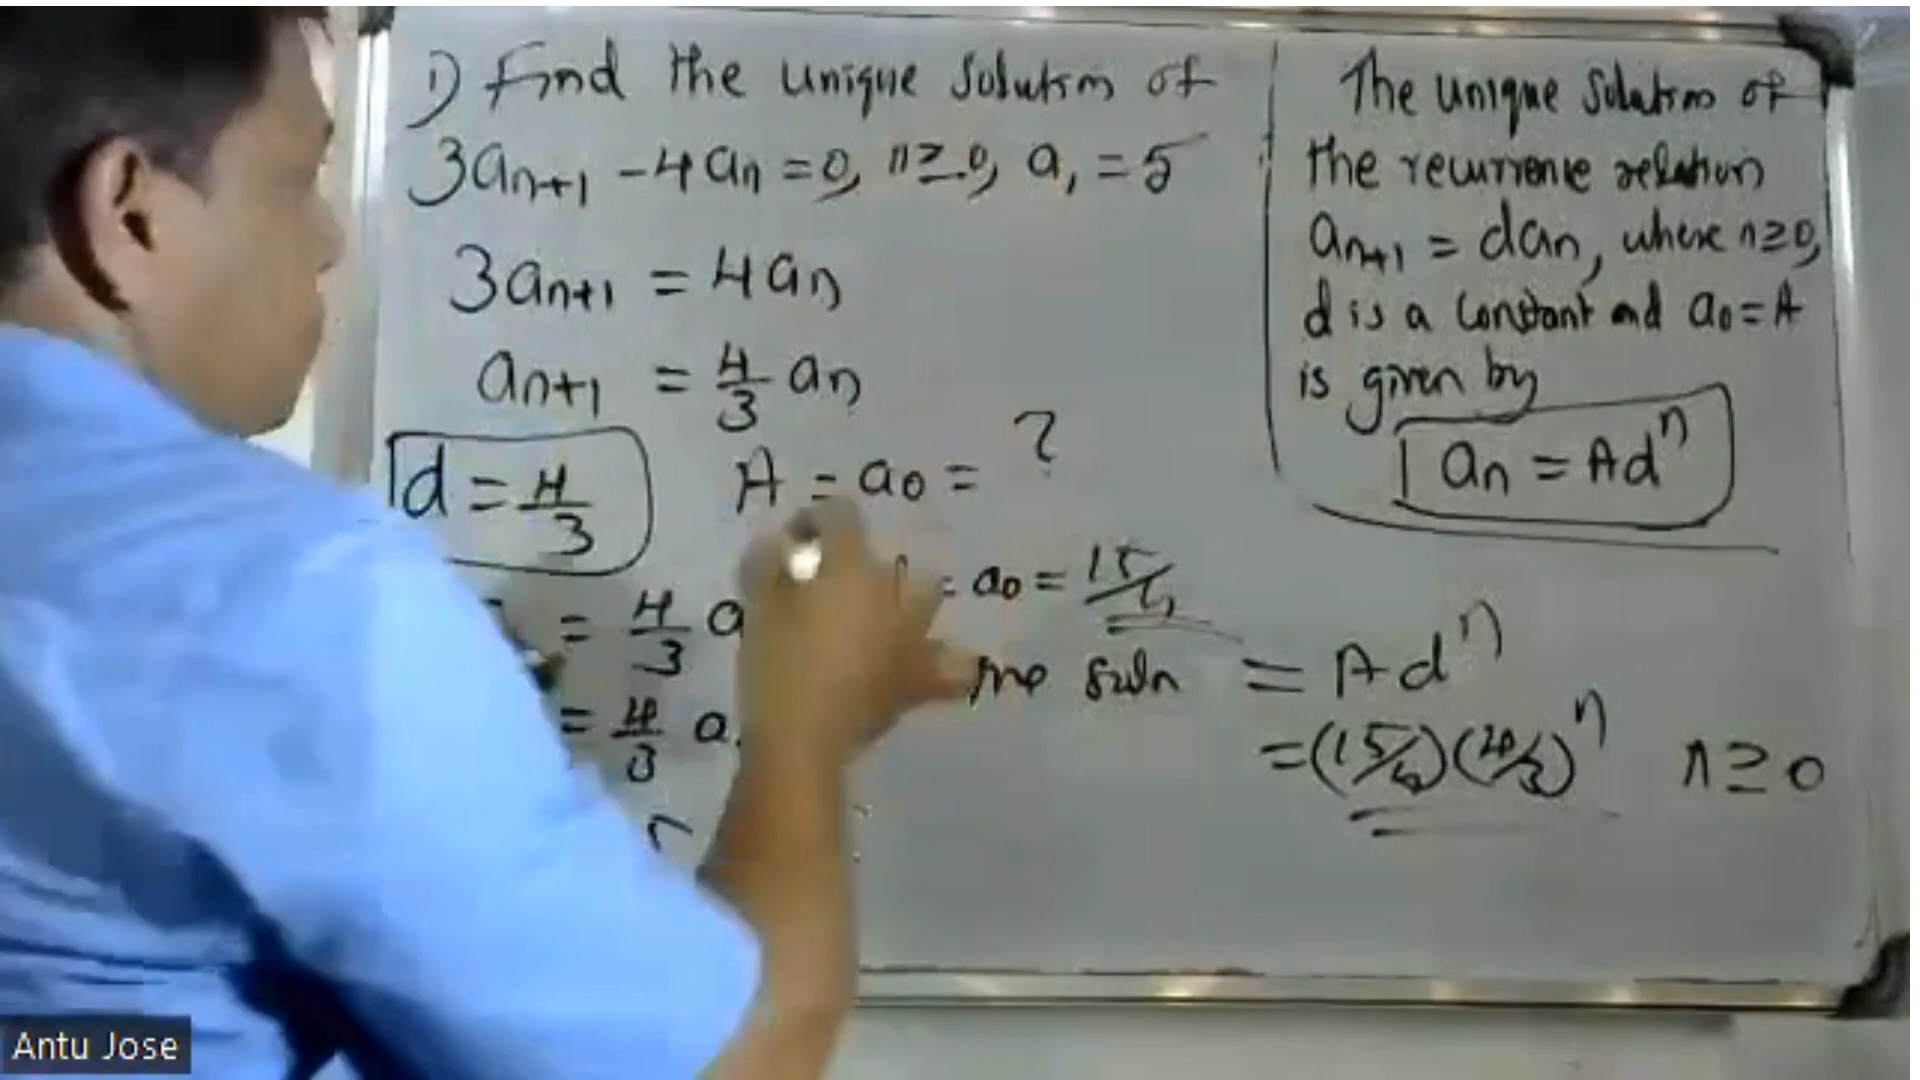 1) Find the unique solution of
3aₙ₊₁ - 4aₙ = 0, n ≥ 0, a₁ = 5
3aₙ₊₁ = 4aₙ
aₙ₊₁ = 4/3 aₙ
d = 4/3 A = a₀ = ?
= 4/3 a
= 4/3 a
= a₀ = 15/4
soln = Adⁿ
= (15/4)(4/3)ⁿ n ≥ 0
The unique solution of
the recurrence relation
aₙ₊₁ = daₙ, where n ≥ 0,
d is a constant and a₀ = A
is given by
aₙ = Adⁿ
Antu Jose